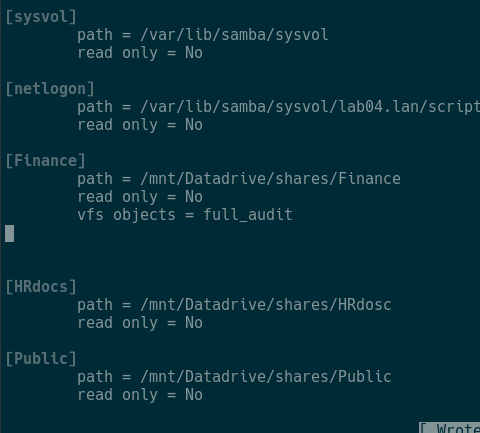 [sysvol]
path = /var/lib/samba/sysvol
read only = No
[netlogon]
path = /var/lib/samba/sysvol/lab04.lan/script
read only = No
[Finance]
path = /mnt/Datadrive/shares/Finance
read only = No
vfs objects = full_audit
[HRdocs]
path = /mnt/Datadrive/shares/HRdosc
read only = No
[Public]
path = /mnt/Datadrive/shares/Public
read only = No
[ Wrote